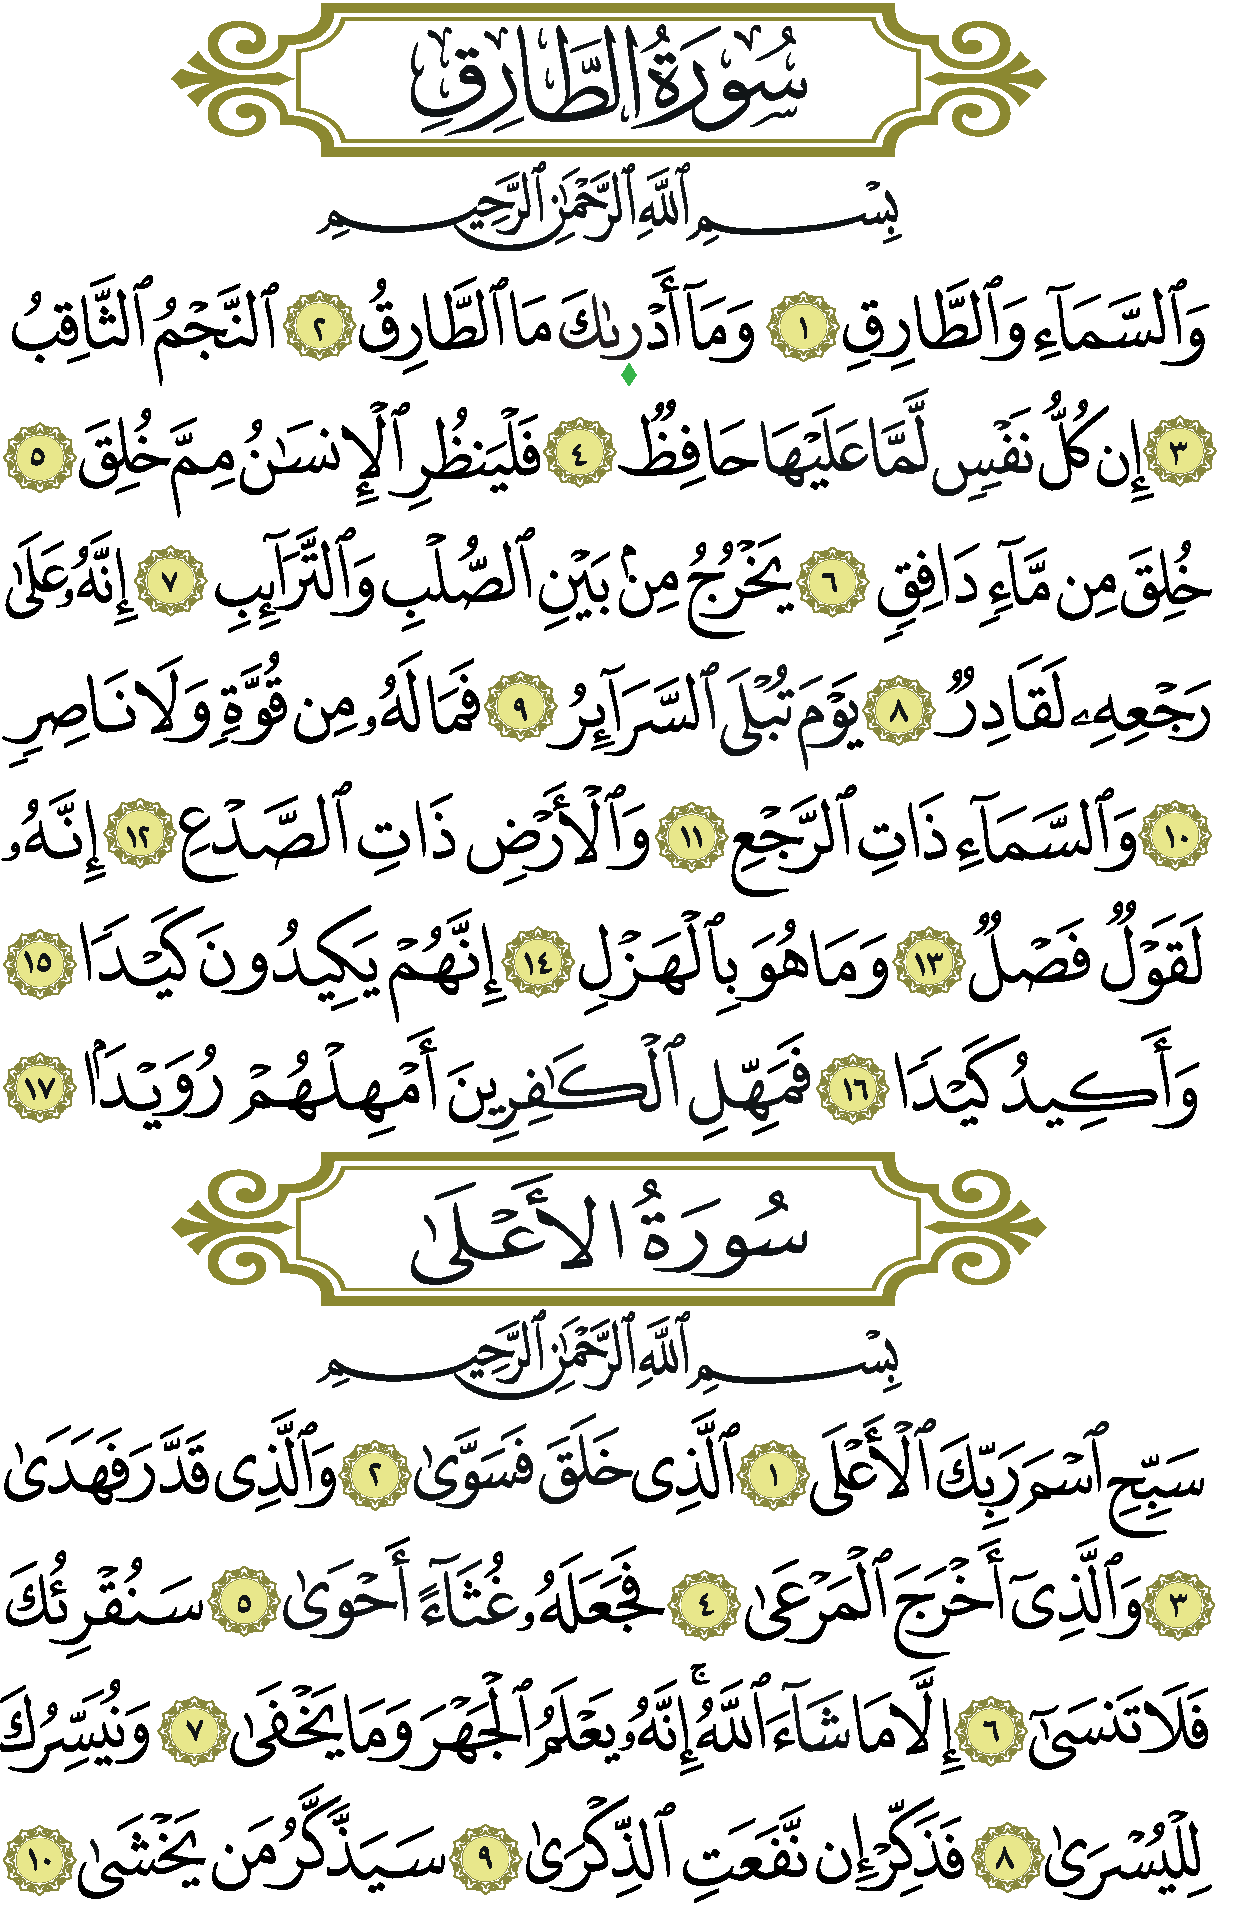 سُورَةُ الطَّارِقِ
بِسْمِ ٱللَّهِ ٱلرَّحْمَٰنِ ٱلرَّحِيمِ
وَٱلسَّمَآءِ وَٱلطَّارِقِ ١ وَمَآ أَدْرَىٰكَ مَا ٱلطَّارِقُ ٢ ٱلنَّجْمُ ٱلثَّاقِبُ
٣ إِن كُلُّ نَفْسٍ لَّمَّا عَلَيْهَا حَافِظٌ ٤ فَلْيَنظُرِ ٱلْإِنسَٰنُ مِمَّ خُلِقَ ٥
خُلِقَ مِن مَّآءٍ دَافِقٍ ٦ يَخْرُجُ مِنۢ بَيْنِ ٱلصُّلْبِ وَٱلتَّرَآئِبِ ٧ إِنَّهُۥ عَلَىٰ
رَجْعِهِۦ لَقَادِرٌ ٨ يَوْمَ تُبْلَى ٱلسَّرَآئِرُ ٩ فَمَا لَهُۥ مِن قُوَّةٍ وَلَا نَاصِرٍ
١٠ وَٱلسَّمَآءِ ذَاتِ ٱلرَّجْعِ ١١ وَٱلْأَرْضِ ذَاتِ ٱلصَّدْعِ ١٢ إِنَّهُۥ
لَقَوْلٌ فَصْلٌ ١٣ وَمَا هُوَ بِٱلْهَزْلِ ١٤ إِنَّهُمْ يَكِيدُونَ كَيْدًا ١٥
وَأَكِيدُ كَيْدًا ١٦ فَمَهِّلِ ٱلْكَٰفِرِينَ أَمْهِلْهُمْ رُوَيْدَۢا ١٧
سُورَةُ الأَعْلَىٰ
بِسْمِ ٱللَّهِ ٱلرَّحْمَٰنِ ٱلرَّحِيمِ
سَبِّحِ ٱسْمَ رَبِّكَ ٱلْأَعْلَى ١ ٱلَّذِى خَلَقَ فَسَوَّىٰ ٢ وَٱلَّذِى قَدَّرَ فَهَدَىٰ
٣ وَٱلَّذِىٓ أَخْرَجَ ٱلْمَرْعَىٰ ٤ فَجَعَلَهُۥ غُثَآءً أَحْوَىٰ ٥ سَنُقْرِئُكَ
فَلَا تَنسَىٰٓ ٦ إِلَّا مَا شَآءَ ٱللَّهُ ۚ إِنَّهُۥ يَعْلَمُ ٱلْجَهْرَ وَمَا يَخْفَىٰ ٧ وَنُيَسِّرُكَ
لِلْيُسْرَىٰ ٨ فَذَكِّرْ إِن نَّفَعَتِ ٱلذِّكْرَىٰ ٩ سَيَذَّكَّرُ مَن يَخْشَىٰ ١٠